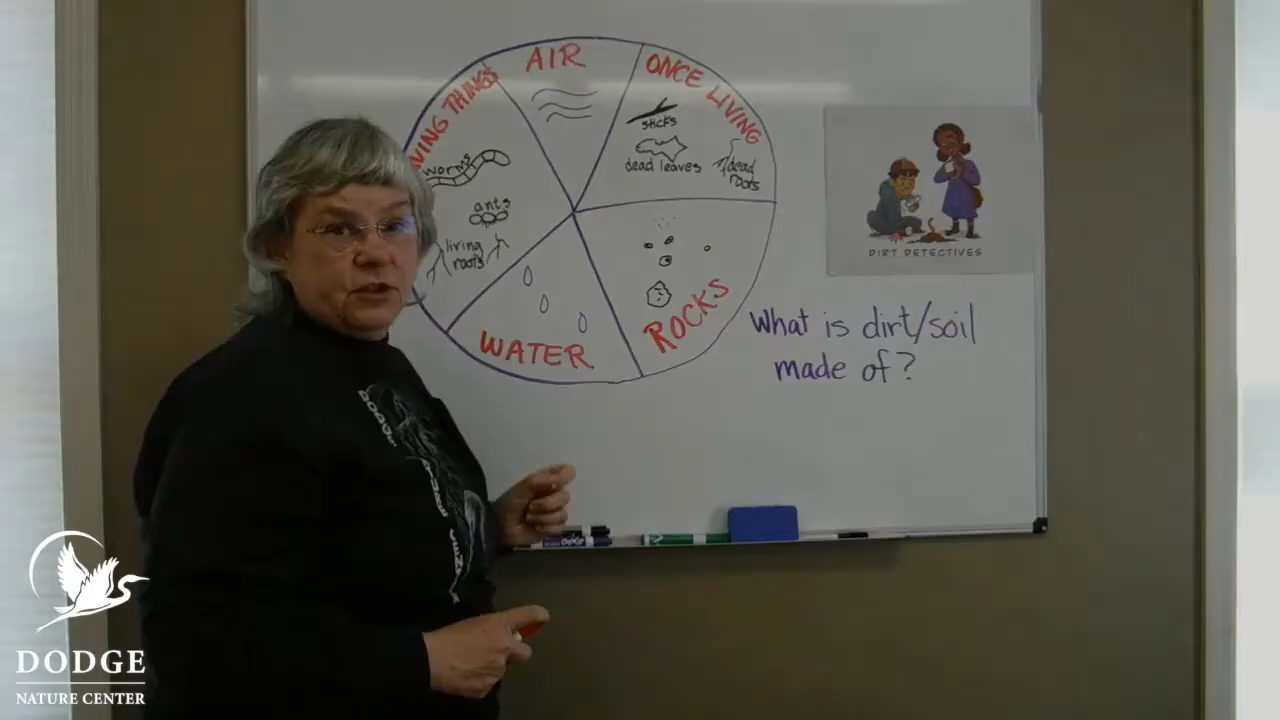 AIR
ONCE LIVING
THINGS
sticks
worms
dead leaves
dead
roots
ants
living
roots
ROCKS
WATER
DIRT DETECTIVES
What is dirt/soil
made of?
DODGE
NATURE CENTER